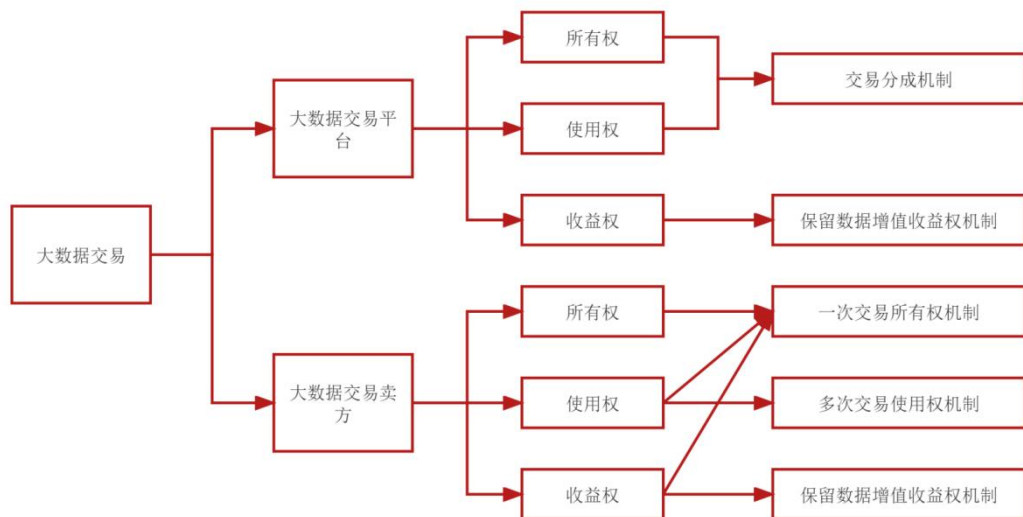 所有权
交易分成机制
大数据交易平
台
使用权
收益权
保留数据增值收益权机制
大数据交易
所有权
一次交易所有权机制
大数据交易卖
方
使用权
多次交易使用权机制
收益权
保留数据增值收益权机制